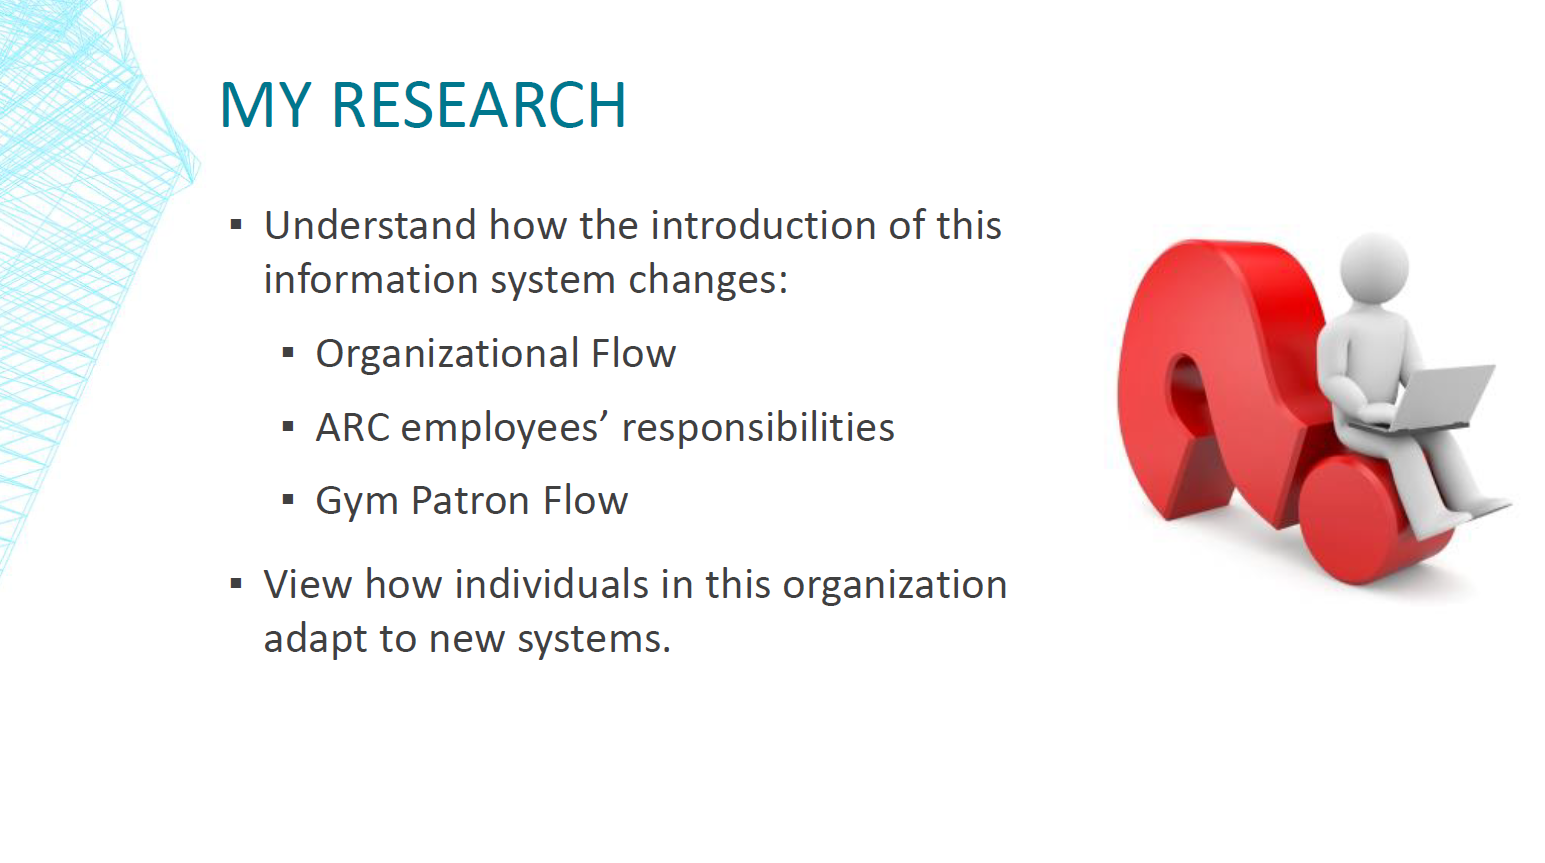 MY RESEARCH
▪ Understand how the introduction of this
information system changes:
▪ Organizational Flow
▪ ARC employees’ responsibilities
▪ Gym Patron Flow
▪ View how individuals in this organization
adapt to new systems.